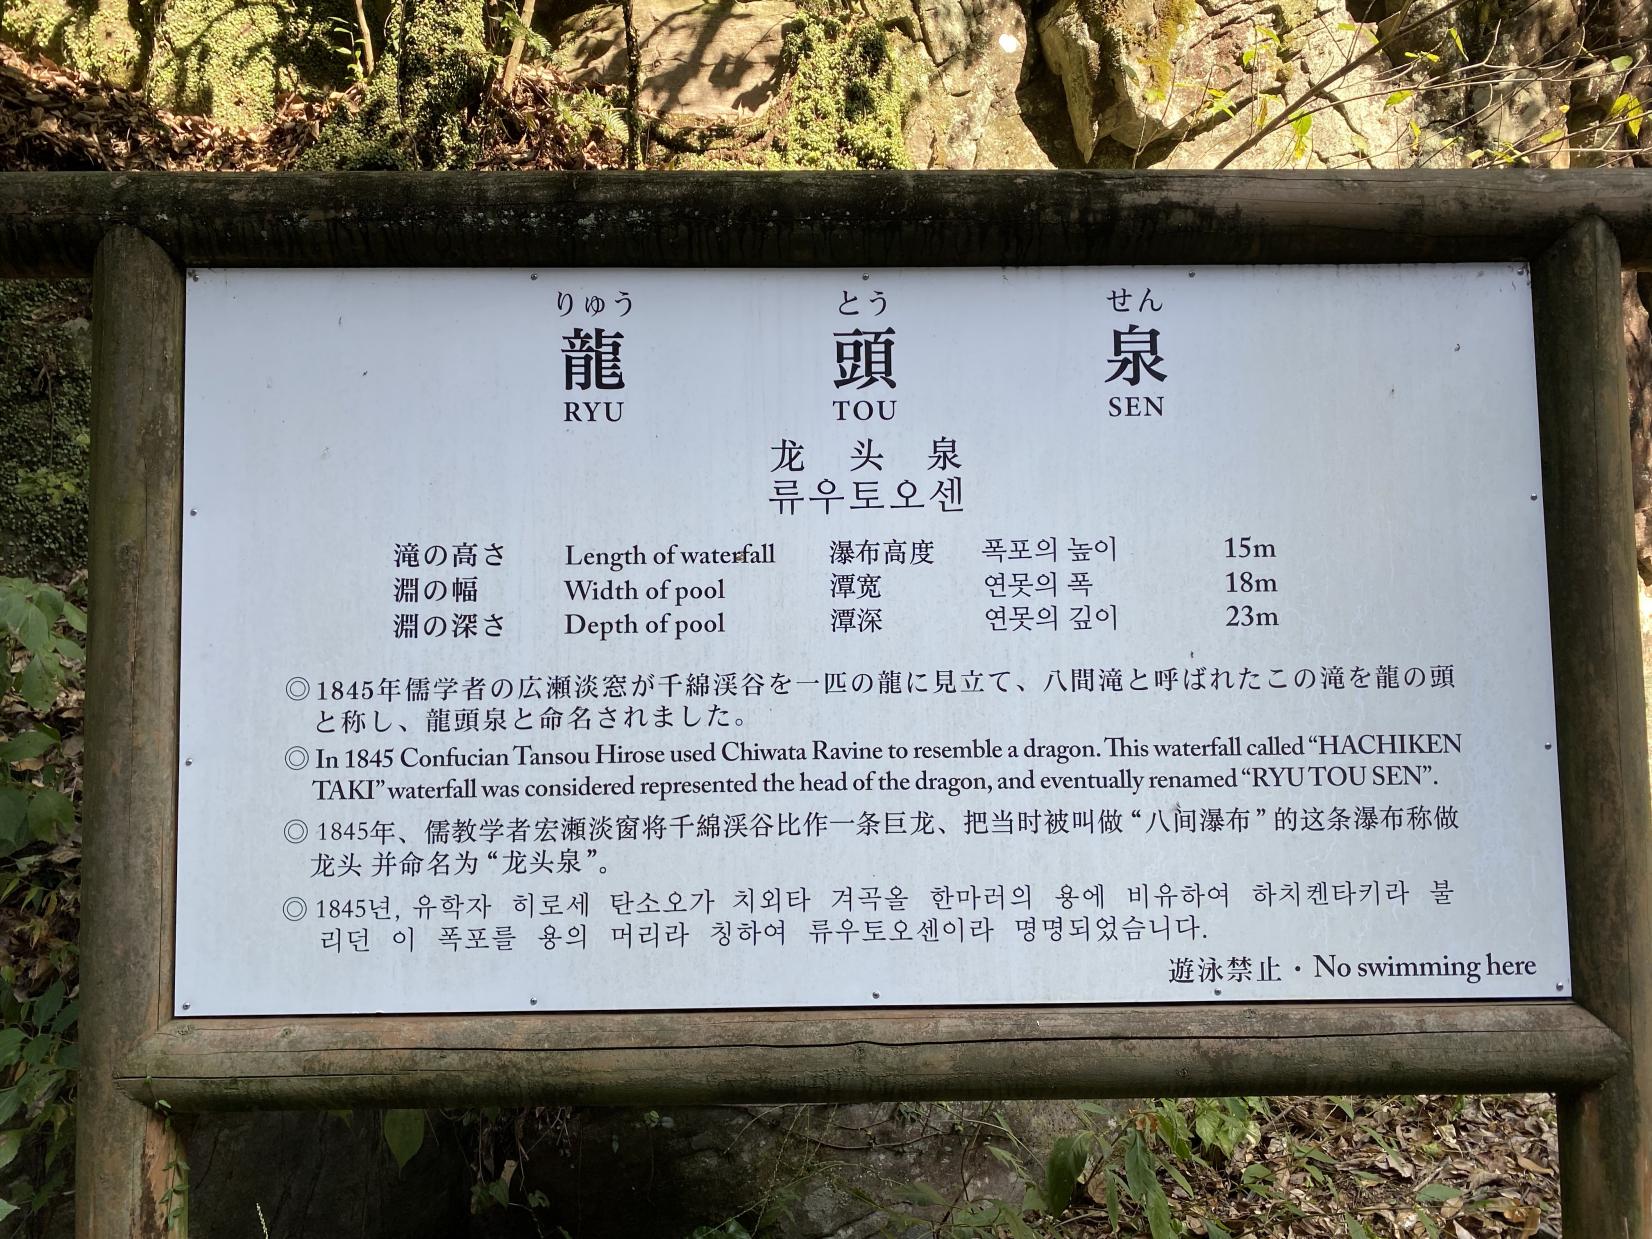 りゅう とう せん
龍 頭 泉
RYU TOU SEN
龙 头 泉
류우토오센
滝の高さ Length of waterfall 瀑布高度 폭포의 높이 15m
淵の幅 Width of pool 潭宽 연못의 폭 18m
淵の深さ Depth of pool 潭深 연못의 깊이 23m
◎1845年儒学者の広瀬淡窓が千綿渓谷を一匹の龍に見立て、八間滝と呼ばれたこの滝を龍の頭
と称し、龍頭泉と命名されました。
◎In 1845 Confucian Tansou Hirose used Chiwata Ravine to resemble a dragon. This waterfall called “HACHIKEN
TAKI” waterfall was considered represented the head of the dragon, and eventually renamed “RYU TOU SEN”.
◎1845年、儒教学者宏瀬淡窗将千綿渓谷比作一条巨龙、把当时被叫做“八间瀑布”的这条瀑布称做
龙头 并命名为“龙头泉”。
◎1845년, 유학자 히로세 탄소오가 치외타 겨곡올 한마러의 용에 비유하여 하치켄타키라 불
리던 이 폭포를 용의 머리라 칭하여 류우토오센이라 명명되었습니다.
遊泳禁止・No swimming here